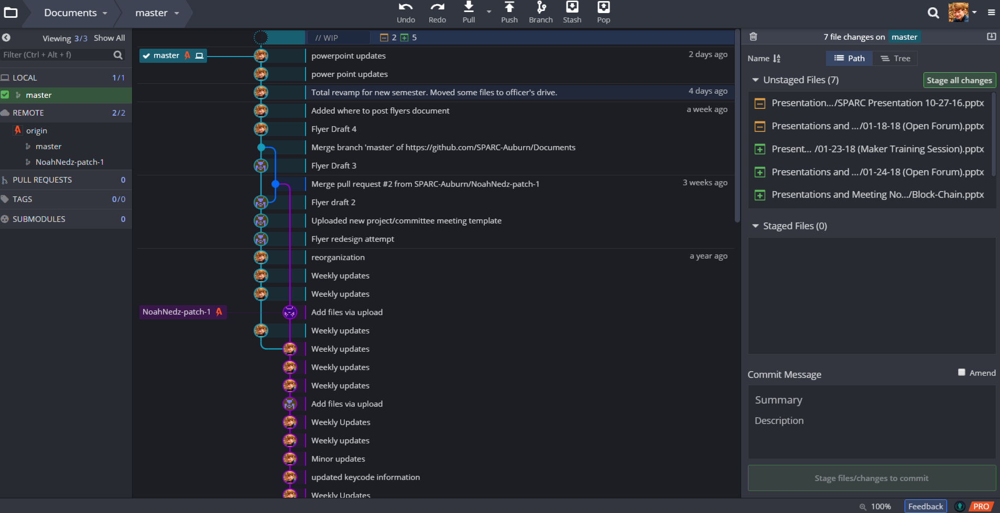 Documents
master
Undo
Redo
Pull
Push
Branch
Stash
Pop
Viewing 3/3 Show All
Filter (Ctrl + Alt + f)
LOCAL 1/1
master
REMOTE 2/2
origin
master
NoahNedz-patch-1
PULL REQUESTS 0
TAGS 0/0
SUBMODULES 0
// WIP 2 5
master
powerpoint updates 2 days ago
power point updates
Total revamp for new semester. Moved some files to officer's drive. 4 days ago
Added where to post flyers document a week ago
Flyer Draft 4
Merge branch 'master' of https://github.com/SPARC-Auburn/Documents
Flyer Draft 3
Merge pull request #2 from SPARC-Auburn/NoahNedz-patch-1 3 weeks ago
Flyer draft 2
Uploaded new project/committee meeting template
Flyer redesign attempt
reorganization a year ago
Weekly updates
Weekly updates
NoahNedz-patch-1 Add files via upload
Weekly updates
Weekly updates
Weekly updates
Weekly updates
Add files via upload
Weekly Updates
Weekly updates
Minor updates
updated keycode information
Weekly Updates
7 file changes on master
Name
Path
Tree
Unstaged Files (7)
Stage all changes
Presentation.../SPARC Presentation 10-27-16.pptx
Presentations and .../01-18-18 (Open Forum).pptx
Present... /01-23-18 (Maker Training Session).pptx
Presentations and .../01-24-18 (Open Forum).pptx
Presentations and Meeting No.../Block-Chain.pptx
Staged Files (0)
Commit Message
Amend
Summary
Description
Stage files/changes to commit
100%
Feedback
PRO